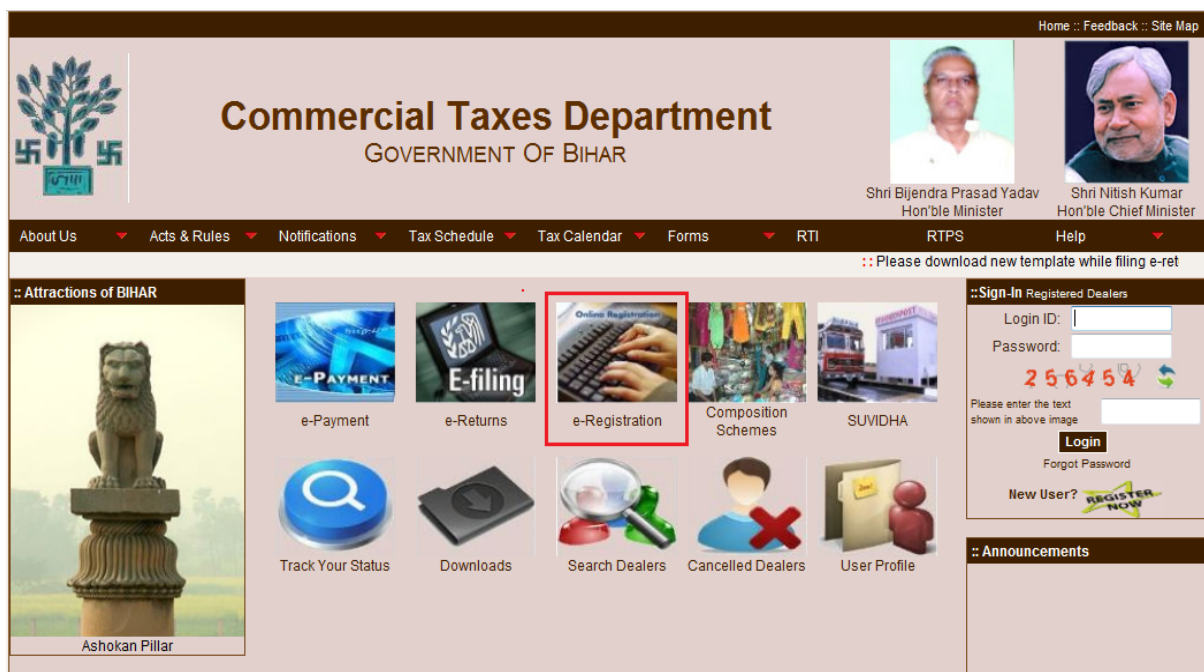 Home :: Feedback :: Site Map
Commercial Taxes Department
GOVERNMENT OF BIHAR
Shri Bijendra Prasad Yadav
Hon'ble Minister
Shri Nitish Kumar
Hon'ble Chief Minister
About Us Acts & Rules Notifications Tax Schedule Tax Calendar Forms RTI RTPS Help
:: Please download new template while filing e-ret
:: Attractions of BIHAR
Ashokan Pillar
e-PAYMENT
e-Payment
E-filing
e-Returns
Online Registration
e-Registration
Composition
Schemes
SUVIDHA
Track Your Status
Downloads
Search Dealers
Cancelled Dealers
User Profile
::Sign-In Registered Dealers
Login ID:
Password:
256454
Please enter the text
shown in above image
Login
Forgot Password
New User? REGISTER
NOW
:: Announcements